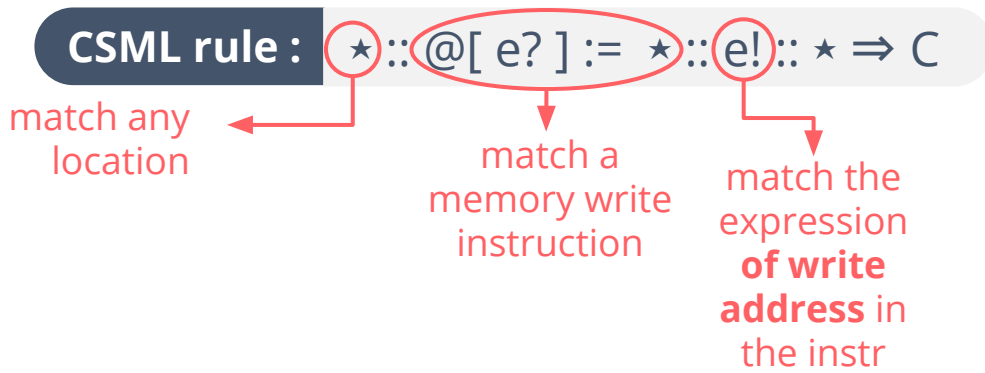 CSML rule : ★ :: @[ e? ] := ★ :: e! :: ★ ⇒ C
match any
location
match a
memory write
instruction
match the
expression
of write
address in
the instr